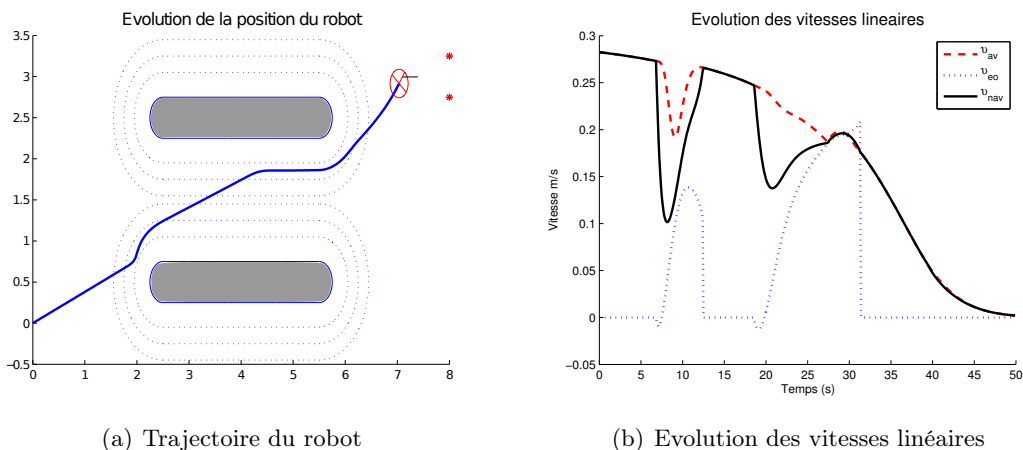 Evolution de la position du robot
3.5
3
2.5
2
1.5
1
0.5
0
−0.5
0 1 2 3 4 5 6 7 8
(a) Trajectoire du robot
Evolution des vitesses lineaires
0.3
0.25
0.2
0.15
0.1
0.05
0
−0.05
Vitesse m/s
0 5 10 15 20 25 30 35 40 45 50
Temps (s)
υav
υeo
υnav
(b) Evolution des vitesses linéaires